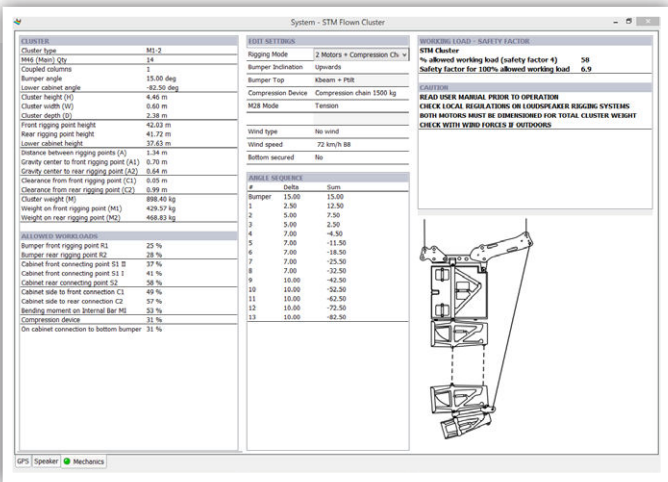 System - STM Flown Cluster
CLUSTER
Cluster type M1-2
M46 (Main) Qty 14
Coupled columns 1
Bumper angle 15.00 deg
Lower cabinet angle -82.50 deg
Cluster height (H) 4.46 m
Cluster width (W) 0.60 m
Cluster depth (D) 2.38 m
Front rigging point height 42.03 m
Rear rigging point height 41.72 m
Lower cabinet height 37.63 m
Distance between rigging points (A) 1.34 m
Gravity center to front rigging point (A1) 0.70 m
Gravity center to rear rigging point (A2) 0.64 m
Clearance from front rigging point (C1) 0.05 m
Clearance from rear rigging point (C2) 0.99 m
Cluster weight (M) 898.40 kg
Weight on front rigging point (M1) 429.57 kg
Weight on rear rigging point (M2) 468.83 kg
ALLOWED WORKLOADS
Bumper front rigging point R1 25 %
Bumper rear rigging point R2 28 %
Cabinet front connecting point S1 II 37 %
Cabinet front connecting point S1 I 41 %
Cabinet rear connecting point S2 58 %
Cabinet side to front connection C1 49 %
Cabinet side to rear connection C2 57 %
Bending moment on Internal Bar MI 53 %
Compression device 31 %
On cabinet connection to bottom bumper 31 %
EDIT SETTINGS
Rigging Mode 2 Motors + Compression Ch
Bumper Inclination Upwards
Bumper Top Kbeam + Ptilt
Compression Device Compression chain 1500 kg
M28 Mode Tension
Wind type No wind
Wind speed 72 km/h B8
Bottom secured No
ANGLE SEQUENCE
# Delta Sum
Bumper 15.00 15.00
1 2.50 12.50
2 5.00 7.50
3 5.00 2.50
4 7.00 -4.50
5 7.00 -11.50
6 7.00 -18.50
7 7.00 -25.50
8 7.00 -32.50
9 10.00 -42.50
10 10.00 -52.50
11 10.00 -62.50
12 10.00 -72.50
13 10.00 -82.50
WORKING LOAD - SAFETY FACTOR
STM Cluster
% allowed working load (safety factor 4) 58
Safety factor for 100% allowed working load 6.9
CAUTION
READ USER MANUAL PRIOR TO OPERATION
CHECK LOCAL REGULATIONS ON LOUDSPEAKER RIGGING SYSTEMS
BOTH MOTORS MUST BE DIMENSIONED FOR TOTAL CLUSTER WEIGHT
CHECK WITH WIND FORCES IF OUTDOORS
GPS Speaker Mechanics